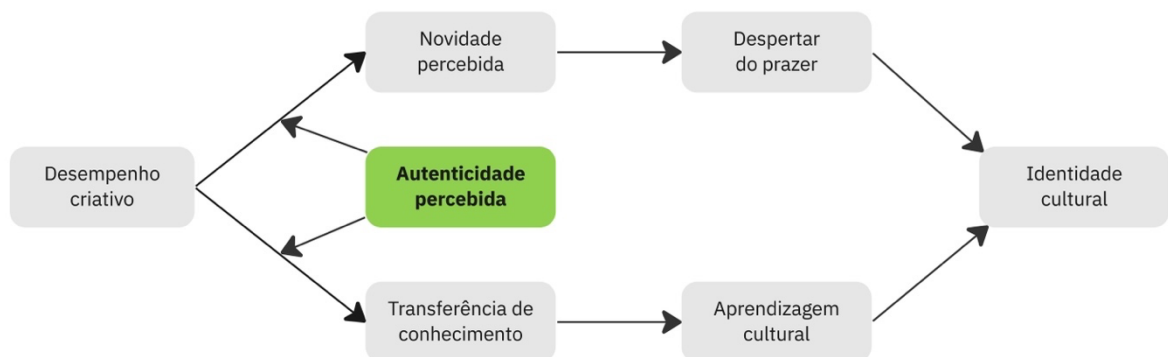 Novidade
percebida
Despertar
do prazer
Desempenho
criativo
Autenticidade
percebida
Identidade
cultural
Transferência de
conhecimento
Aprendizagem
cultural